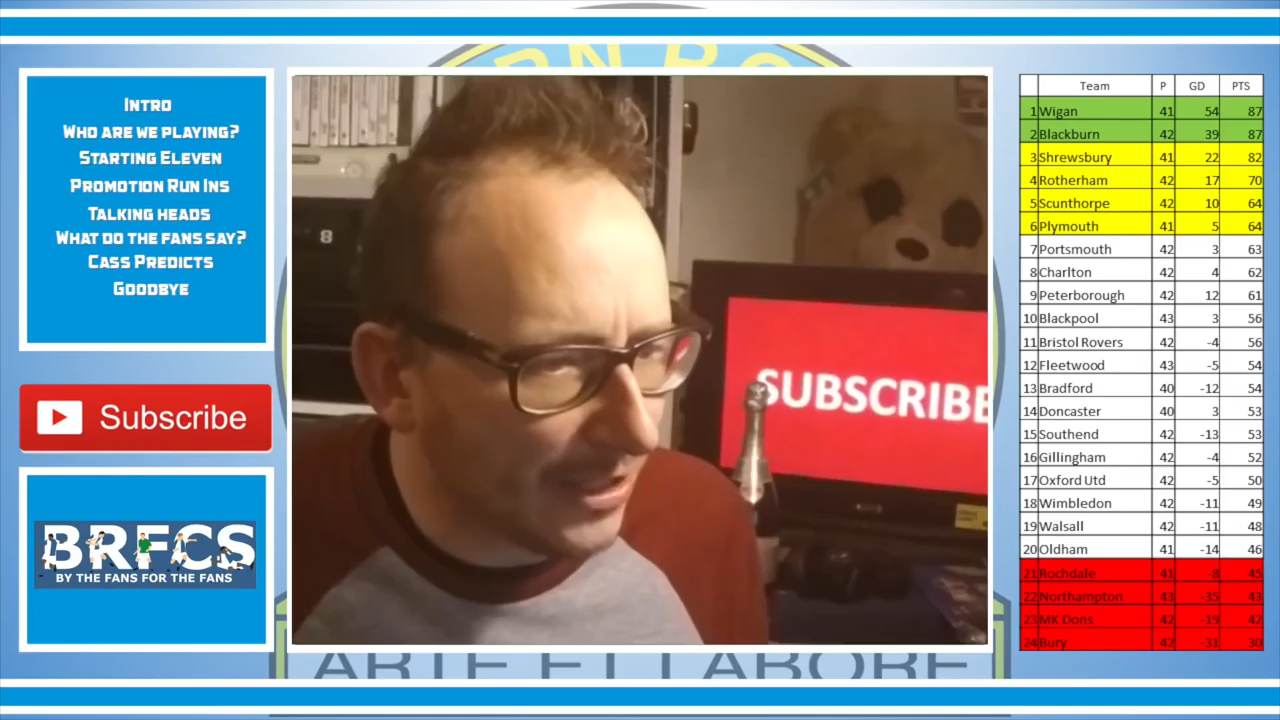 RN RO
INTRO
WHO ARE WE PLAYING?
STARTING ELEVEN
PROMOTION RUN INS
TALKING HEADS
WHAT DO THE FANS SAY?
CASS PREDICTS
GOODBYE
Subscribe
BRFCS
BY THE FANS FOR THE FANS
8
SUBSCRIBE
ARTE ET LABORE
Team P GD PTS
1 Wigan 41 54 87
2 Blackburn 42 39 87
3 Shrewsbury 41 22 82
4 Rotherham 42 17 70
5 Scunthorpe 42 10 64
6 Plymouth 41 5 64
7 Portsmouth 42 3 63
8 Charlton 42 4 62
9 Peterborough 42 12 61
10 Blackpool 43 3 56
11 Bristol Rovers 42 -4 56
12 Fleetwood 43 -5 54
13 Bradford 40 -12 54
14 Doncaster 40 3 53
15 Southend 42 -13 53
16 Gillingham 42 -4 52
17 Oxford Utd 42 -5 50
18 Wimbledon 42 -11 49
19 Walsall 42 -11 48
20 Oldham 41 -14 46
21 Rochdale 41 -8 45
22 Northampton 43 -35 43
23 MK Dons 42 -19 42
24 Bury 42 -31 30